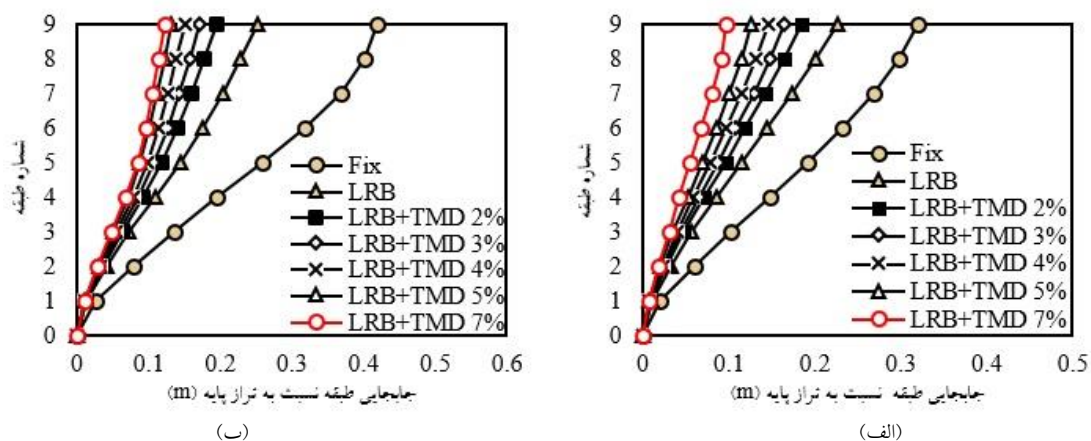 9
8
7
6
5
4
3
2
1
0
شماره طبقه
Fix
LRB
LRB+TMD 2%
LRB+TMD 3%
LRB+TMD 4%
LRB+TMD 5%
LRB+TMD 7%
0 0.1 0.2 0.3 0.4 0.5
جابجایی طبقه نسبت به تراز پایه (m)
(الف)
9
8
7
6
5
4
3
2
1
0
شماره طبقه
Fix
LRB
LRB+TMD 2%
LRB+TMD 3%
LRB+TMD 4%
LRB+TMD 5%
LRB+TMD 7%
0 0.1 0.2 0.3 0.4 0.5 0.6
جابجایی طبقه نسبت به تراز پایه (m)
(ب)